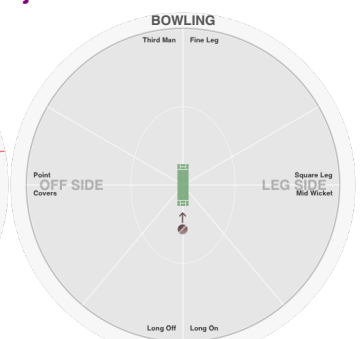 BOWLING
Third Man
Fine Leg
Point
Square Leg
OFF SIDE
LEG SIDE
Covers
Mid Wicket
Long Off
Long On